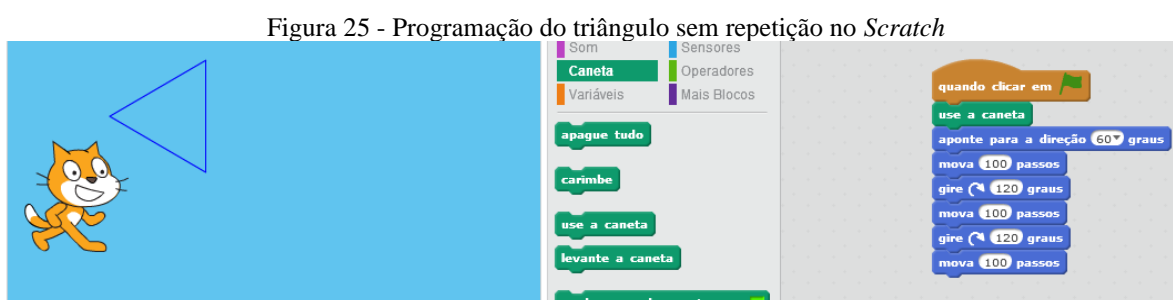 Figura 25 - Programação do triângulo sem repetição no Scratch
Som
Sensores
Caneta
Operadores
Variáveis
Mais Blocos
apague tudo
carimbe
use a caneta
levante a caneta
quando clicar em
use a caneta
aponte para a direção 60 graus
mova 100 passos
gire 120 graus
mova 100 passos
gire 120 graus
mova 100 passos